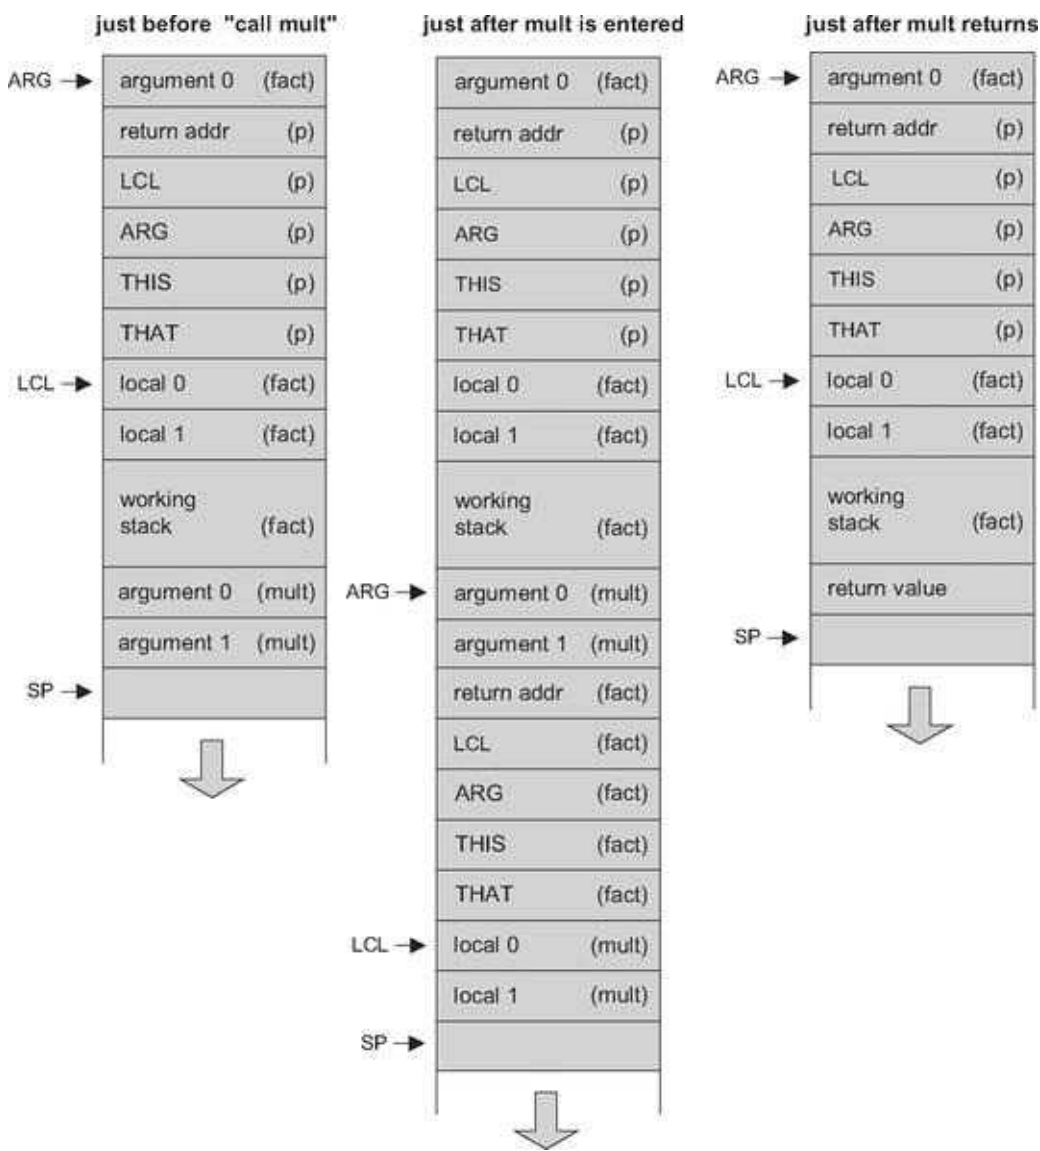 just before "call mult"
ARG
argument 0 (fact)
return addr (p)
LCL (p)
ARG (p)
THIS (p)
THAT (p)
LCL
local 0 (fact)
local 1 (fact)
working
stack (fact)
argument 0 (mult)
argument 1 (mult)
SP
just after mult is entered
argument 0 (fact)
return addr (p)
LCL (p)
ARG (p)
THIS (p)
THAT (p)
local 0 (fact)
local 1 (fact)
working
stack (fact)
ARG
argument 0 (mult)
argument 1 (mult)
return addr (fact)
LCL (fact)
ARG (fact)
THIS (fact)
THAT (fact)
LCL
local 0 (mult)
local 1 (mult)
SP
just after mult returns
ARG
argument 0 (fact)
return addr (p)
LCL (p)
ARG (p)
THIS (p)
THAT (p)
LCL
local 0 (fact)
local 1 (fact)
working
stack (fact)
return value
SP